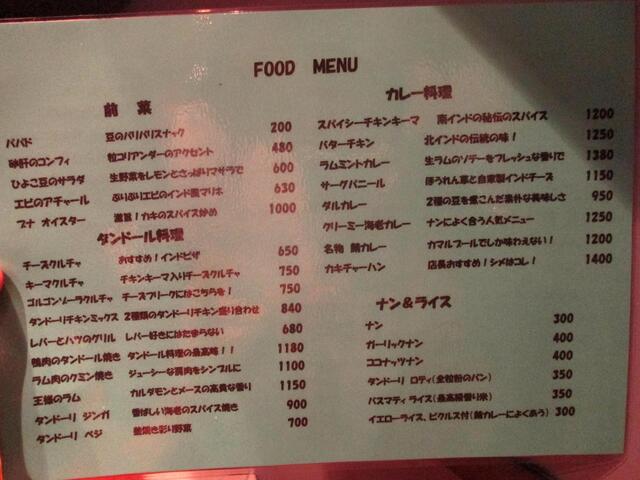 FOOD MENU
前菜
パパド 豆のパリパリスナック 200
砂肝のコンフィ 粒コリアンダーのアクセント 480
ひよこ豆のサラダ 生野菜をレモンとさっぱりマサラで 600
エビのアチャール ぷりぷりエビのインド風マリネ 630
ブナ オイスター 激旨！カキのスパイス炒め 1000
タンドール料理
チーズクルチャ おすすめ！インドピザ 650
キーマクルチャ チキンキーマ入りチーズクルチャ 750
ゴルゴンゾーラクルチャ チーズフリークにはこちらを！ 750
タンドーリチキンミックス 2種類のタンドーリチキン盛り合わせ 840
レバーとハツのグリル レバー好きにはたまらない 680
鴨肉のタンドール焼き タンドール料理の最高峰！！ 1180
ラム肉のクミン焼き ジューシーな肩肉をシンプルに 1100
王様のラム カルダモンとメースの高貴な香り 1150
タンドーリ ジンガ 香ばしい海老のスパイス焼き 900
タンドーリ ベジ 釜焼き彩り野菜 700
カレー料理
スパイシーチキンキーマ 南インドの秘伝のスパイス 1200
バターチキン 北インドの伝統の味！ 1250
ラムミントカレー 生ラムのソテーをフレッシュな香りで 1380
サーグパニール ほうれん草と自家製インドチーズ 1150
ダルカレー 2種の豆を煮こんだ素朴な美味しさ 950
クリーミー海老カレー ナンによく合う人気メニュー 1250
名物 鯖カレー カマルプールでしか味わえない！ 1200
カキチャーハン 店長おすすめ！シメはコレ！ 1400
ナン＆ライス
ナン 300
ガーリックナン 400
ココナッツナン 400
タンドーリ ロティ(全粒粉のパン) 350
バスマティ ライス(最高級香り米) 350
イエローライス、ピクルス付(鯖カレーによくあう) 300